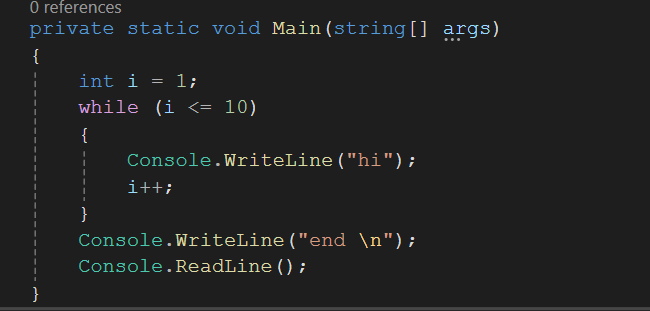 0 references
private static void Main(string[] args)
{
int i = 1;
while (i <= 10)
{
Console.WriteLine("hi");
i++;
}
Console.WriteLine("end \n");
Console.ReadLine();
}